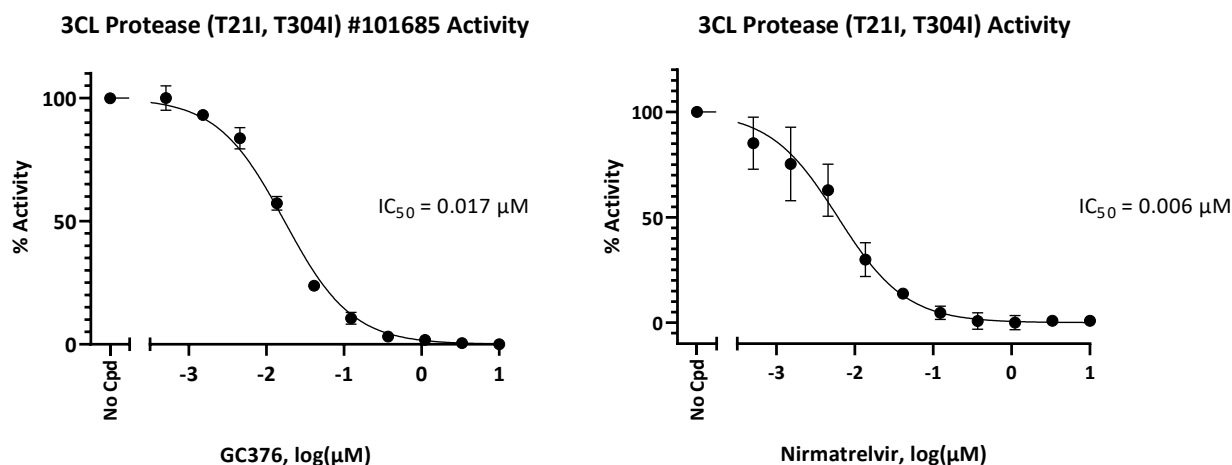 3CL Protease (T21I, T304I) #101685 Activity
% Activity
100
50
0
IC50 = 0.017 µM
No Cpd
-3 -2 -1 0 1
GC376, log(µM)
3CL Protease (T21I, T304I) Activity
% Activity
100
50
0
IC50 = 0.006 µM
No Cpd
-3 -2 -1 0 1
Nirmatrelvir, log(µM)